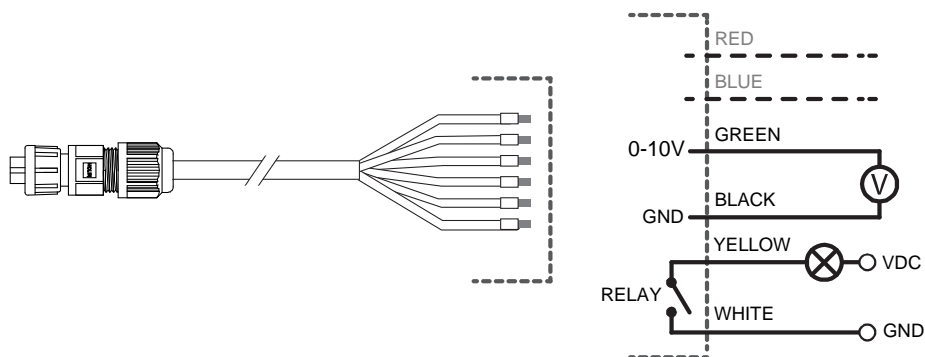 RED
BLUE
0-10V GREEN
V
GND BLACK
YELLOW
VDC
RELAY
WHITE
GND